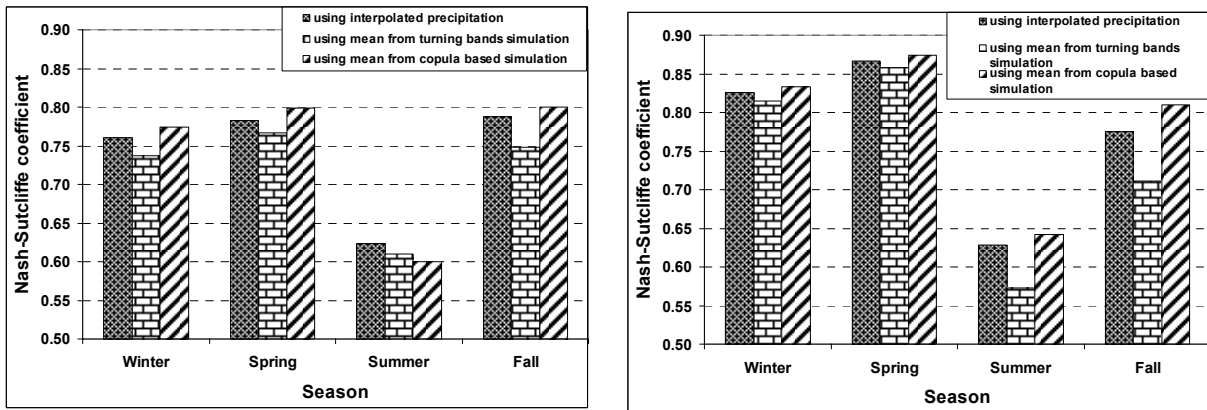 using interpolated precipitation
using mean from turning bands simulation
using mean from copula based simulation
Nash-Sutcliffe coefficient
0.90
0.85
0.80
0.75
0.70
0.65
0.60
0.55
0.50
Winter Spring Summer Fall
Season
using interpolated precipitation
using mean from turning bands
simulation
using mean from copula based
simulation
Nash-Sutcliffe coefficient
0.90
0.85
0.80
0.75
0.70
0.65
0.60
0.55
0.50
Winter Spring Summer Fall
Season